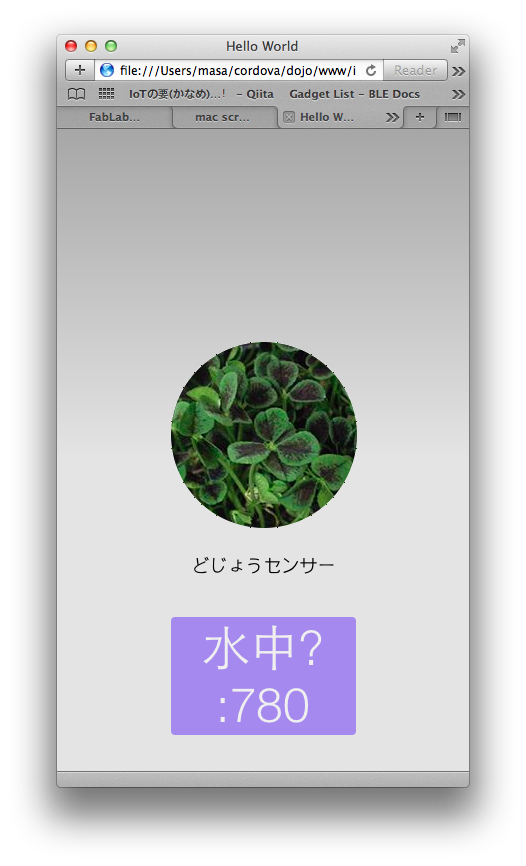 Hello World
file:///Users/masa/cordova/dojo/www/i
Reader
IoTの要(かなめ)...! - Qiita
Gadget List - BLE Docs
FabLab...
mac scr...
Hello W...
どじょうセンサー
水中?
:780